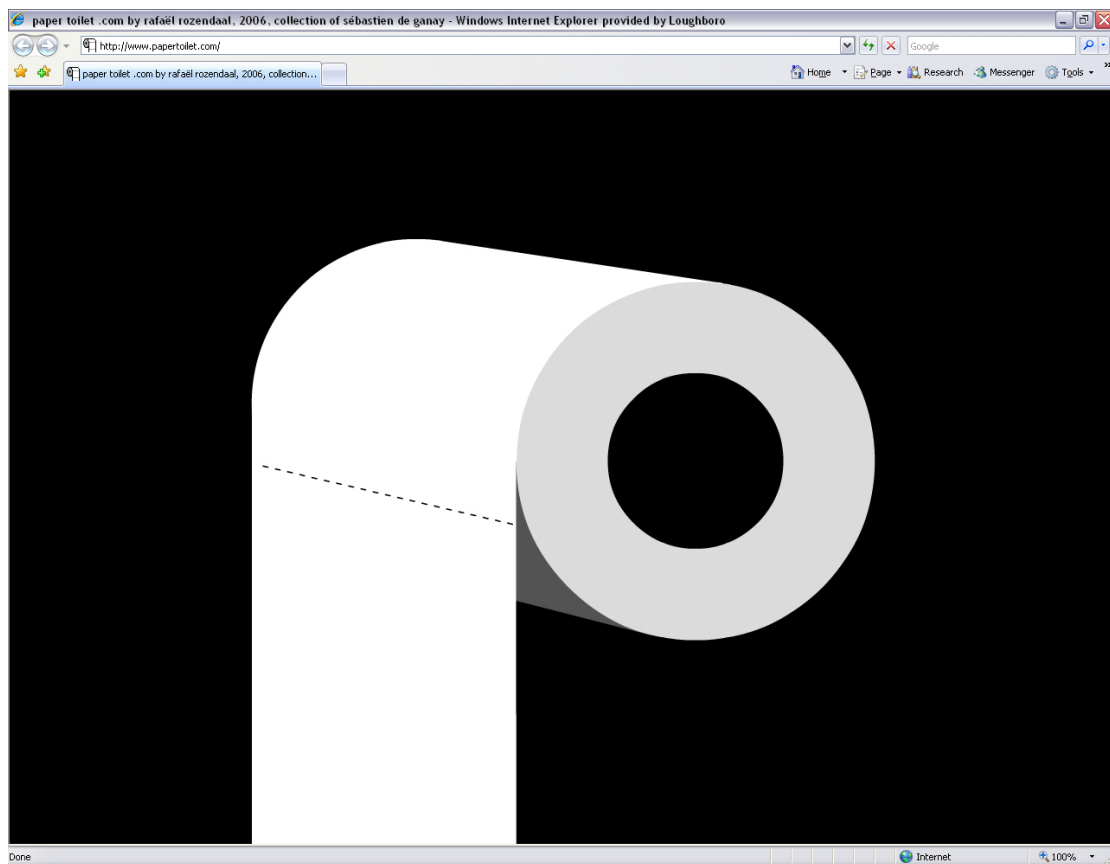 paper toilet .com by rafaël rozendaal, 2006, collection of sébastien de ganay - Windows Internet Explorer provided by Loughboro
http://www.papertoilet.com/
Google
paper toilet .com by rafaël rozendaal, 2006, collection...
Home Page Research Messenger Tools »
Done Internet 100%